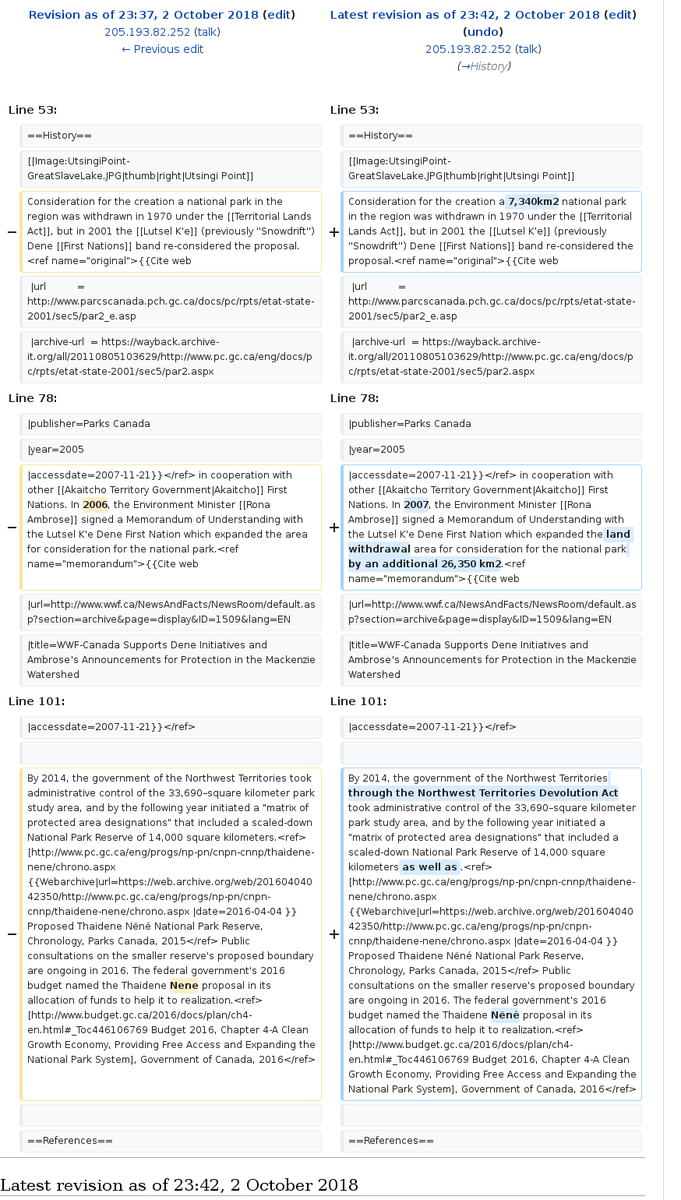 Revision as of 23:37, 2 October 2018 (edit)
205.193.82.252 (talk)
← Previous edit
Latest revision as of 23:42, 2 October 2018 (edit)
(undo)
205.193.82.252 (talk)
(→History)
Line 53:
Line 53:
==History==
==History==
[[Image:UtsingiPoint-
GreatSlaveLake.JPG|thumb|right|Utsingi Point]]
[[Image:UtsingiPoint-
GreatSlaveLake.JPG|thumb|right|Utsingi Point]]
−
Consideration for the creation a national park in the
region was withdrawn in 1970 under the [[Territorial Lands
Act]], but in 2001 the [[Lutsel K'e]] (previously "Snowdrift")
Dene [[First Nations]] band re-considered the proposal.
<ref name="original">{{Cite web
+
Consideration for the creation a 7,340km2 national park
in the region was withdrawn in 1970 under the [[Territorial
Lands Act]], but in 2001 the [[Lutsel K'e]] (previously
"Snowdrift") Dene [[First Nations]] band re-considered the
proposal.<ref name="original">{{Cite web
|url =
http://www.parcscanada.pch.gc.ca/docs/pc/rpts/etat-state-
2001/sec5/par2_e.asp
|url =
http://www.parcscanada.pch.gc.ca/docs/pc/rpts/etat-state-
2001/sec5/par2_e.asp
|archive-url = https://wayback.archive-
it.org/all/20110805103629/http://www.pc.gc.ca/eng/docs/p
c/rpts/etat-state-2001/sec5/par2.aspx
|archive-url = https://wayback.archive-
it.org/all/20110805103629/http://www.pc.gc.ca/eng/docs/p
c/rpts/etat-state-2001/sec5/par2.aspx
Line 78:
Line 78:
|publisher=Parks Canada
|publisher=Parks Canada
|year=2005
|year=2005
−
|accessdate=2007-11-21}}</ref> in cooperation with
other [[Akaitcho Territory Government|Akaitcho]] First
Nations. In 2006, the Environment Minister [[Rona
Ambrose]] signed a Memorandum of Understanding with
the Lutsel K'e Dene First Nation which expanded the area
for consideration for the national park.<ref
name="memorandum">{{Cite web
+
|accessdate=2007-11-21}}</ref> in cooperation with
other [[Akaitcho Territory Government|Akaitcho]] First
Nations. In 2007, the Environment Minister [[Rona
Ambrose]] signed a Memorandum of Understanding with
the Lutsel K'e Dene First Nation which expanded the land
withdrawal area for consideration for the national park
by an additional 26,350 km2.<ref
name="memorandum">{{Cite web
|url=http://www.wwf.ca/NewsAndFacts/NewsRoom/default.as
p?section=archive&page=display&ID=1509&lang=EN
|url=http://www.wwf.ca/NewsAndFacts/NewsRoom/default.as
p?section=archive&page=display&ID=1509&lang=EN
|title=WWF-Canada Supports Dene Initiatives and
Ambrose's Announcements for Protection in the Mackenzie
Watershed
|title=WWF-Canada Supports Dene Initiatives and
Ambrose's Announcements for Protection in the Mackenzie
Watershed
Line 101:
Line 101:
|accessdate=2007-11-21}}</ref>
|accessdate=2007-11-21}}</ref>
−
By 2014, the government of the Northwest Territories took
administrative control of the 33,690–square kilometer park
study area, and by the following year initiated a "matrix of
protected area designations" that included a scaled-down
National Park Reserve of 14,000 square kilometers.<ref>
[http://www.pc.gc.ca/eng/progs/np-pn/cnpn-cnnp/thaidene-
nene/chrono.aspx
{{Webarchive|url=https://web.archive.org/web/201604040
42350/http://www.pc.gc.ca/eng/progs/np-pn/cnpn-
cnnp/thaidene-nene/chrono.aspx |date=2016-04-04 }}
Proposed Thaidene Nëné National Park Reserve,
Chronology, Parks Canada, 2015</ref> Public
consultations on the smaller reserve's proposed boundary
are ongoing in 2016. The federal government's 2016
budget named the Thaidene Nene proposal in its
allocation of funds to help it to realization.<ref>
[http://www.budget.gc.ca/2016/docs/plan/ch4-
en.html#_Toc446106769 Budget 2016, Chapter 4-A Clean
Growth Economy, Providing Free Access and Expanding the
National Park System], Government of Canada, 2016</ref>
+
By 2014, the government of the Northwest Territories
through the Northwest Territories Devolution Act
took administrative control of the 33,690–square kilometer
park study area, and by the following year initiated a
"matrix of protected area designations" that included a
scaled-down National Park Reserve of 14,000 square
kilometers as well as .<ref>
[http://www.pc.gc.ca/eng/progs/np-pn/cnpn-cnnp/thaidene-
nene/chrono.aspx
{{Webarchive|url=https://web.archive.org/web/201604040
42350/http://www.pc.gc.ca/eng/progs/np-pn/cnpn-
cnnp/thaidene-nene/chrono.aspx |date=2016-04-04 }}
Proposed Thaidene Nëné National Park Reserve,
Chronology, Parks Canada, 2015</ref> Public
consultations on the smaller reserve's proposed boundary
are ongoing in 2016. The federal government's 2016
budget named the Thaidene Nëné proposal in its
allocation of funds to help it to realization.<ref>
[http://www.budget.gc.ca/2016/docs/plan/ch4-
en.html#_Toc446106769 Budget 2016, Chapter 4-A Clean
Growth Economy, Providing Free Access and Expanding the
National Park System], Government of Canada, 2016</ref>
==References==
==References==
Latest revision as of 23:42, 2 October 2018